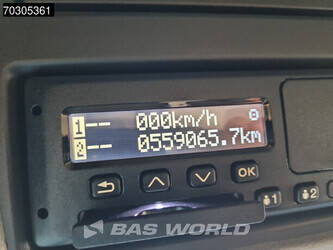 70305361
1 -- 000km/h
2 -- 0559065.7km
OK
1 2
BAS WORLD